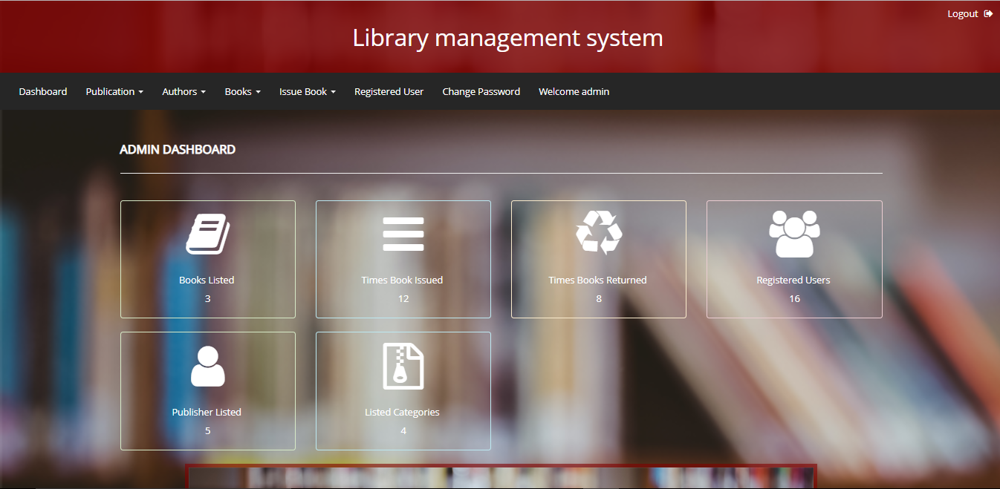 Logout
Library management system
Dashboard Publication Authors Books Issue Book Registered User Change Password Welcome admin
ADMIN DASHBOARD
Books Listed
3
Times Book Issued
12
Times Books Returned
8
Registered Users
16
Publisher Listed
5
Listed Categories
4